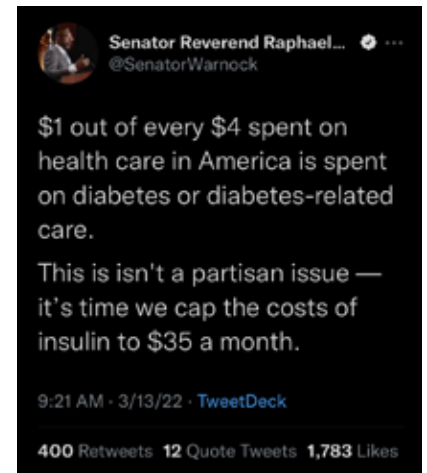 Senator Reverend Raphael... ...
@SenatorWarnock
$1 out of every $4 spent on
health care in America is spent
on diabetes or diabetes-related
care.
This is isn't a partisan issue —
it's time we cap the costs of
insulin to $35 a month.
9:21 AM · 3/13/22 · TweetDeck
400 Retweets 12 Quote Tweets 1,783 Likes